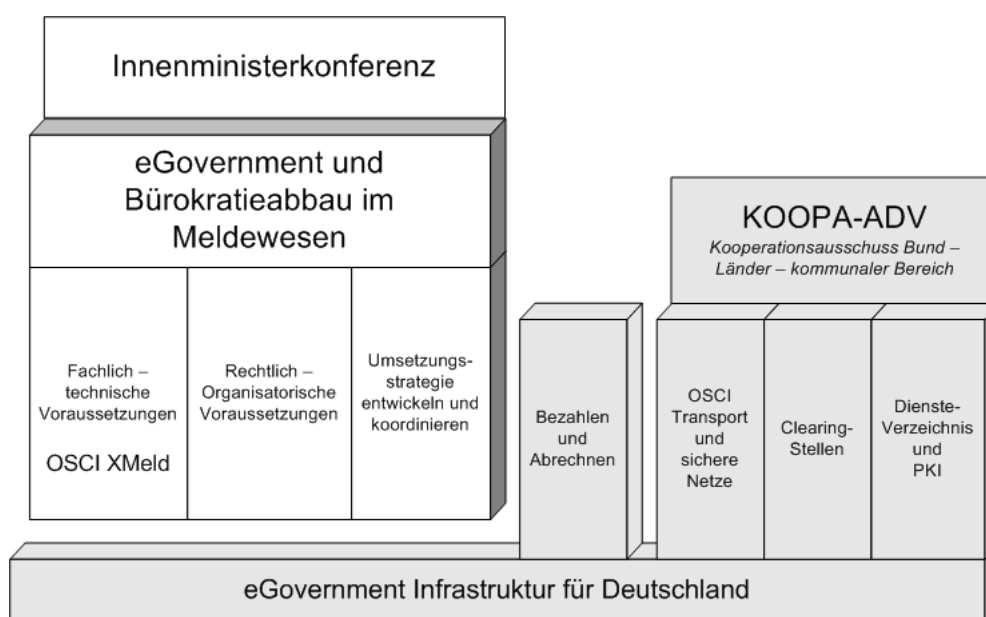 Innenministerkonferenz
eGovernment und
Bürokratieabbau im
Meldewesen
Fachlich –
technische
Voraussetzungen
OSCI XMeld
Rechtlich –
Organisatorische
Voraussetzungen
Umsetzungs-
strategie
entwickeln und
koordinieren
Bezahlen
und
Abrechnen
KOOPA-ADV
Kooperationsausschuss Bund –
Länder – kommunaler Bereich
OSCI
Transport
und
sichere
Netze
Clearing-
Stellen
Dienste-
Verzeichnis
und
PKI
eGovernment Infrastruktur für Deutschland